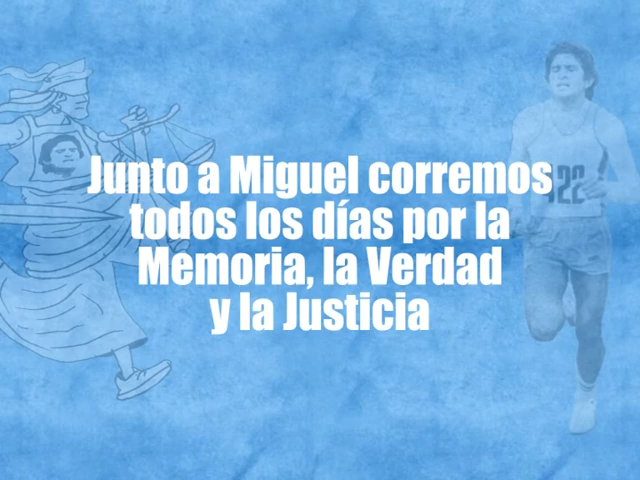 Junto a Miguel corremos
todos los días por la
Memoria, la Verdad
y la Justicia